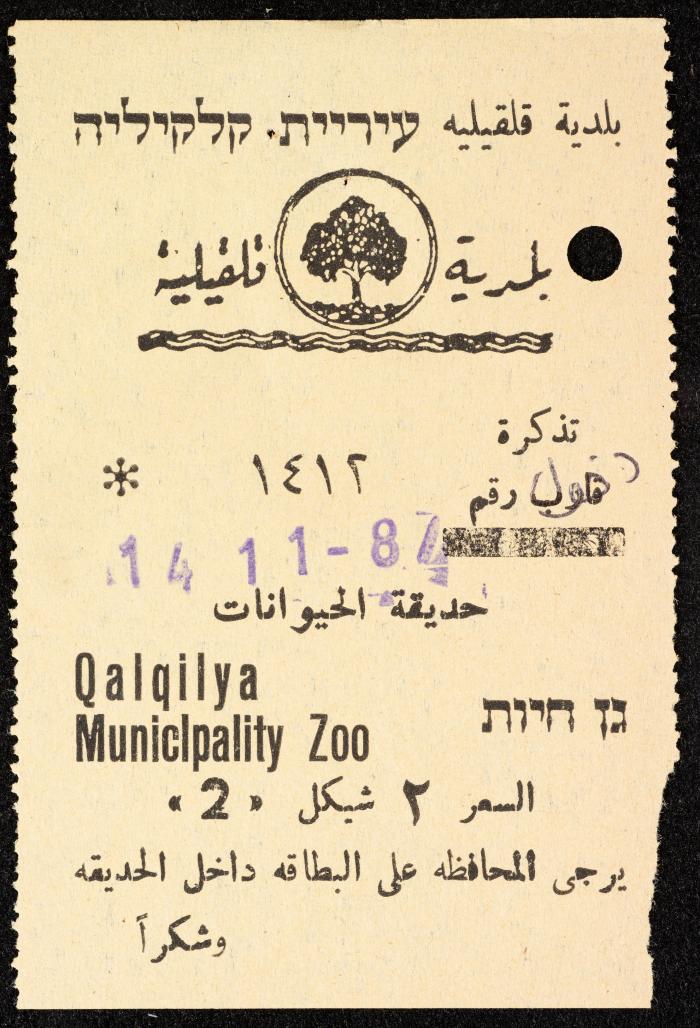 بلدية قلقيليه עיריית קלקיליה
بلدية قلقيلية
تذكرة
رقم ١٤١٢ *
14 11-87
حديقة الحيوانات
Qalqilya
Municlpality Zoo
גן חיות
السعر ٢ شيكل «2»
يرجى المحافظه على البطاقه داخل الحديقه
وشكراً